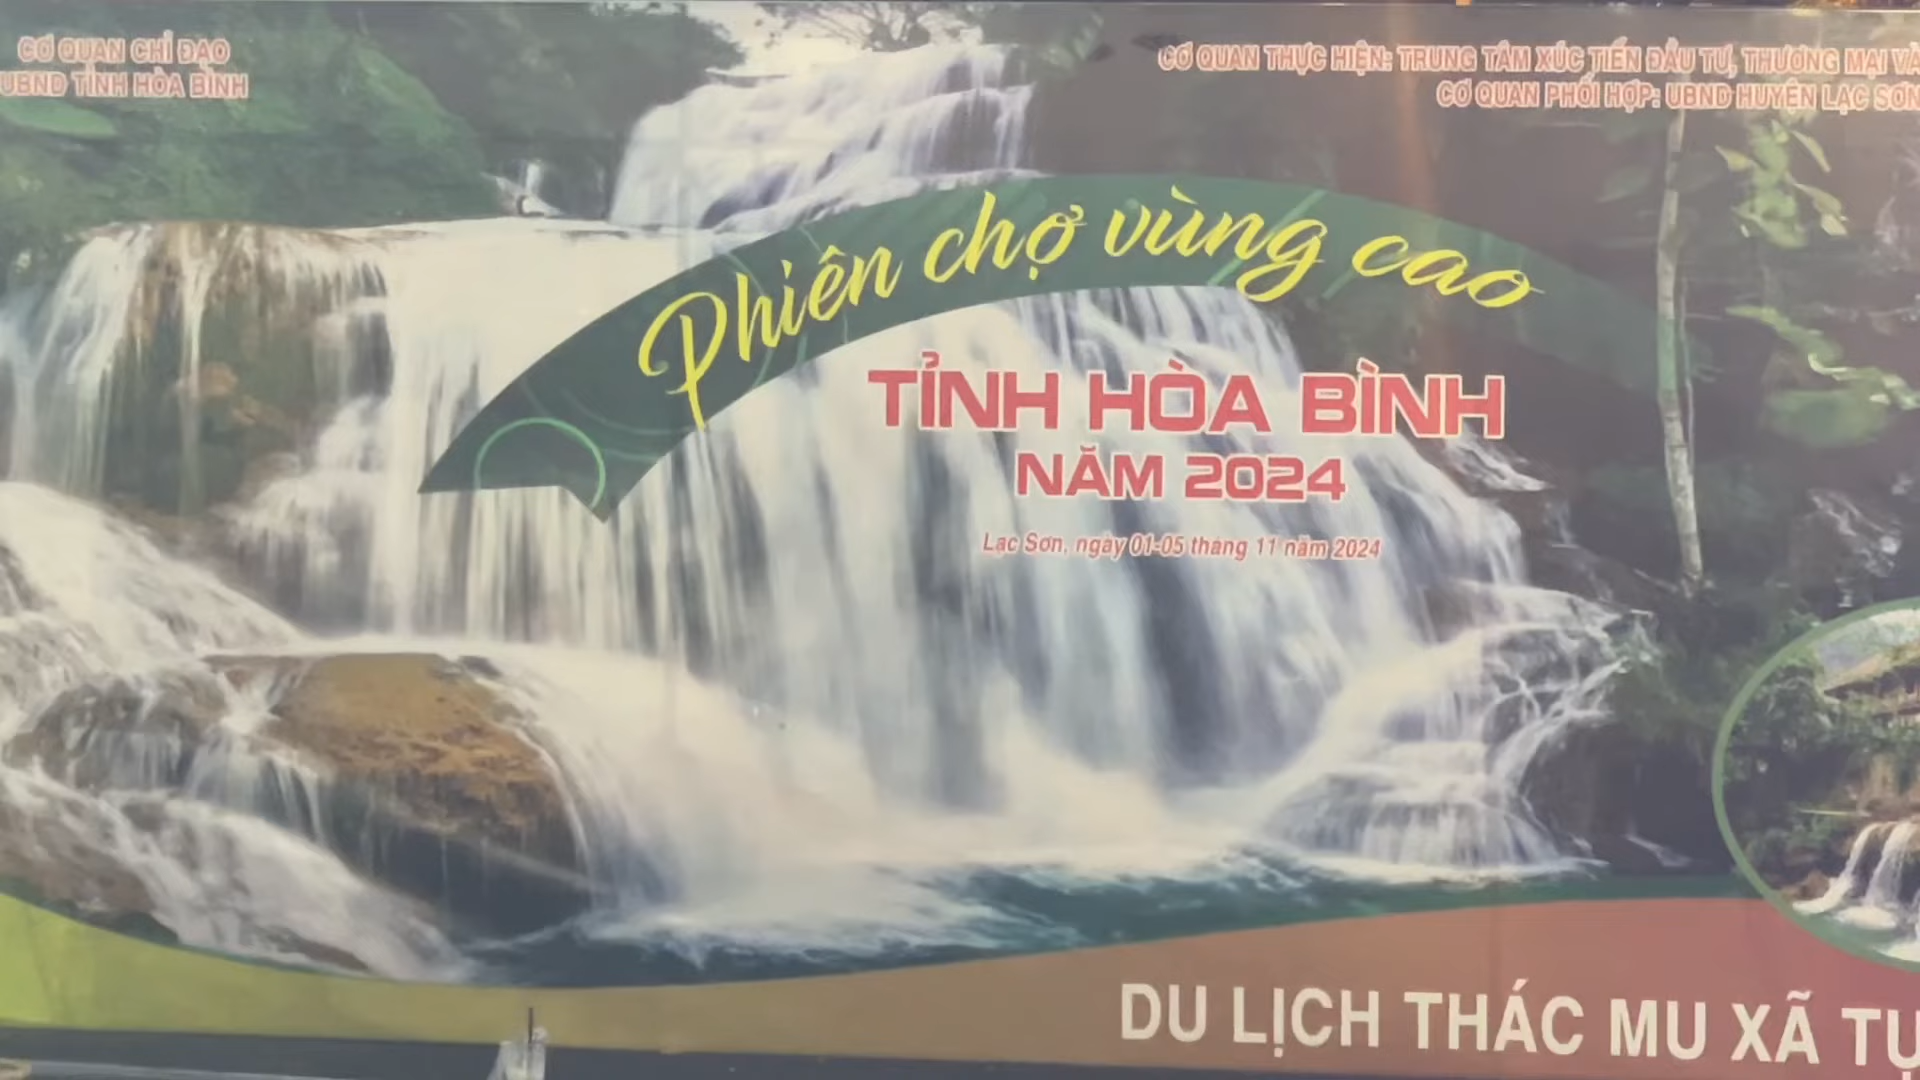 CƠ QUAN CHỈ ĐẠO
UBND TỈNH HÒA BÌNH
CƠ QUAN THỰC HIỆN: TRUNG TÂM XÚC TIẾN ĐẦU TƯ, THƯƠNG MẠI VÀ
CƠ QUAN PHỐI HỢP: UBND HUYỆN LẠC SƠN
Phiên chợ vùng cao
TỈNH HÒA BÌNH
NĂM 2024
Lạc Sơn, ngày 01-05 tháng 11 năm 2024
DU LỊCH THÁC MU XÃ TỰ